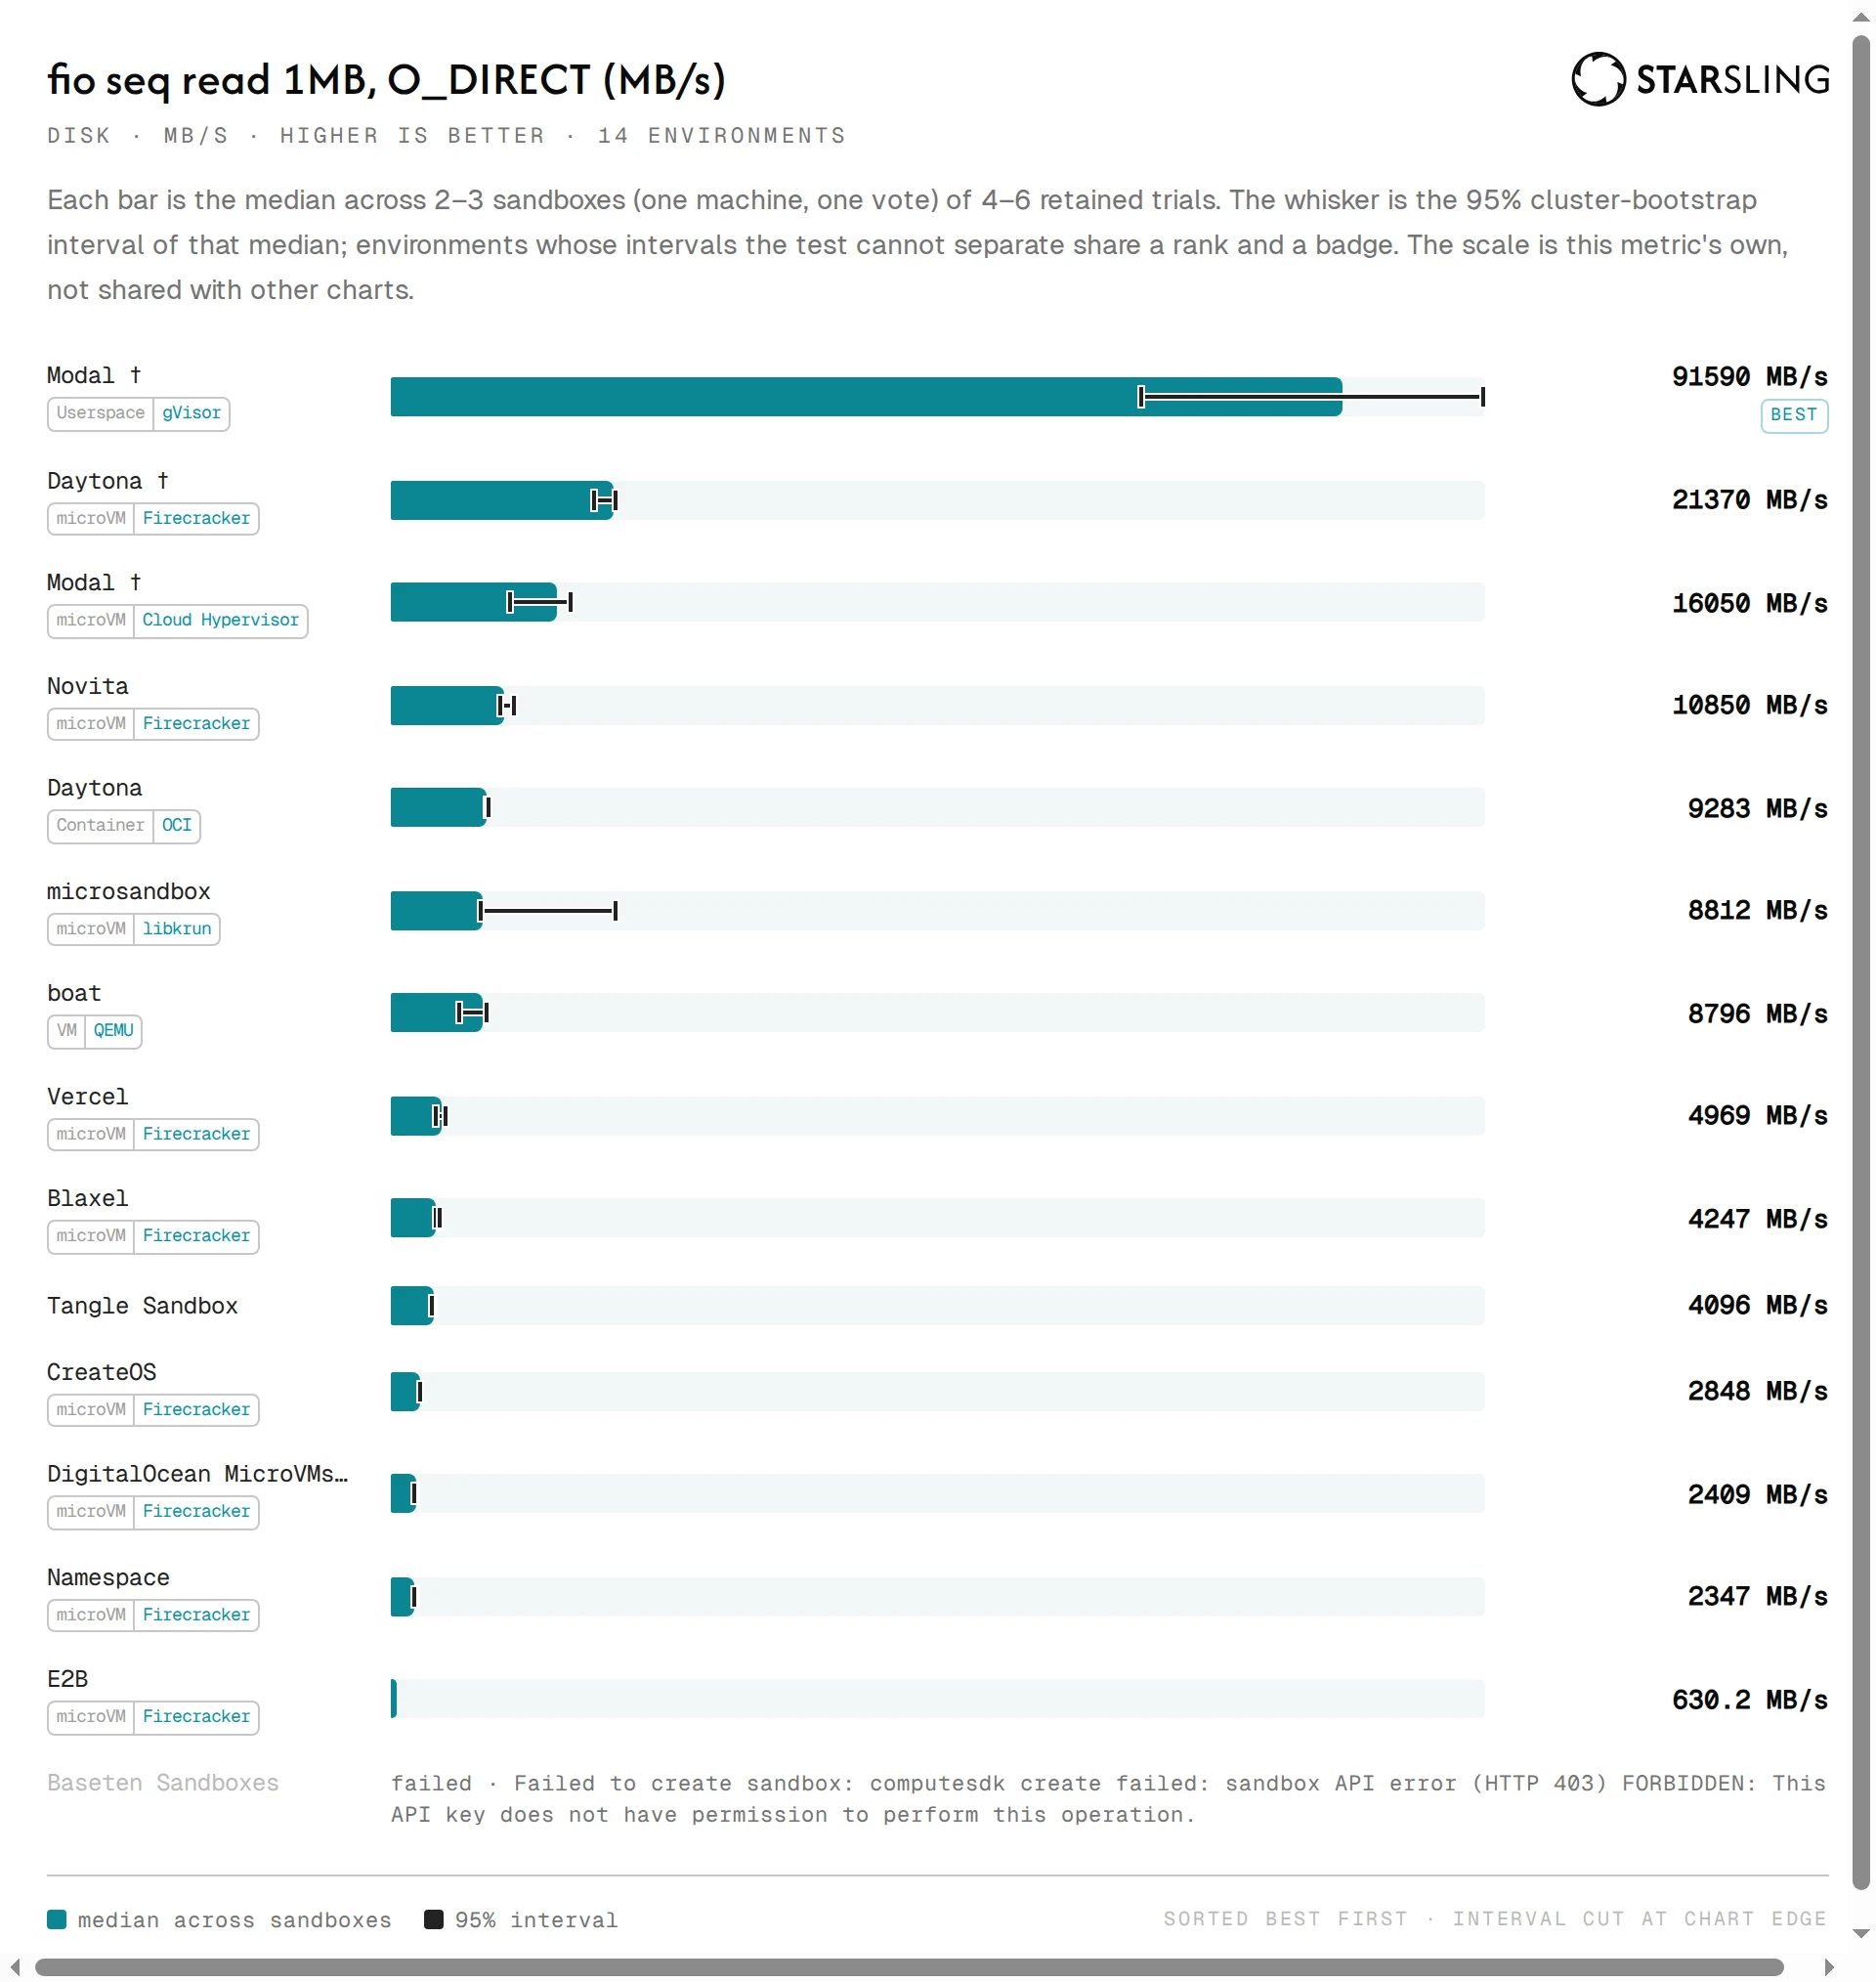 fio seq read 1MB, O_DIRECT (MB/s)
STARSLING
DISK · MB/S · HIGHER IS BETTER · 14 ENVIRONMENTS
Each bar is the median across 2–3 sandboxes (one machine, one vote) of 4–6 retained trials. The whisker is the 95% cluster-bootstrap
interval of that median; environments whose intervals the test cannot separate share a rank and a badge. The scale is this metric's own,
not shared with other charts.
Modal †
Userspace gVisor
91590 MB/s
BEST
Daytona †
microVM Firecracker
21370 MB/s
Modal †
microVM Cloud Hypervisor
16050 MB/s
Novita
microVM Firecracker
10850 MB/s
Daytona
Container OCI
9283 MB/s
microsandbox
microVM libkrun
8812 MB/s
boat
VM QEMU
8796 MB/s
Vercel
microVM Firecracker
4969 MB/s
Blaxel
microVM Firecracker
4247 MB/s
Tangle Sandbox
4096 MB/s
CreateOS
microVM Firecracker
2848 MB/s
DigitalOcean MicroVMs…
microVM Firecracker
2409 MB/s
Namespace
microVM Firecracker
2347 MB/s
E2B
microVM Firecracker
630.2 MB/s
Baseten Sandboxes
failed · Failed to create sandbox: computesdk create failed: sandbox API error (HTTP 403) FORBIDDEN: This
API key does not have permission to perform this operation.
median across sandboxes
95% interval
SORTED BEST FIRST · INTERVAL CUT AT CHART EDGE